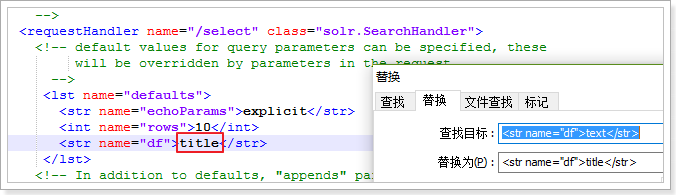 -->
<requestHandler name="/select" class="solr.SearchHandler">
<!-- default values for query parameters can be specified, these
will be overridden by parameters in the request
-->
<lst name="defaults">
<str name="echoParams">explicit</str>
<int name="rows">10</int>
<str name="df">title</str>
</lst>
<!-- In addition to defaults, "appends"
替换
查找 替换 文件查找 标记
查找目标: <str name="df">text</str>
替换为(P): <str name="df">title</str>